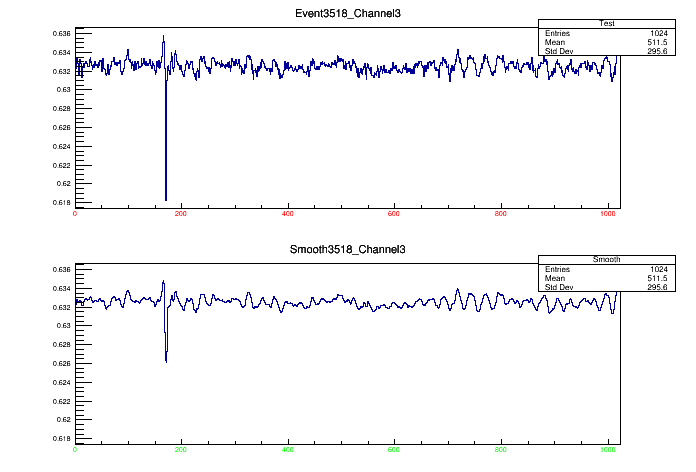 Event3518_Channel3
Test
Entries 1024
Mean 511.5
Std Dev 295.6
0.636
0.634
0.632
0.63
0.628
0.626
0.624
0.622
0.62
0.618
0 200 400 600 800 1000
Smooth3518_Channel3
Smooth
Entries 1024
Mean 511.5
Std Dev 295.6
0.636
0.634
0.632
0.63
0.628
0.626
0.624
0.622
0.62
0.618
0 200 400 600 800 1000